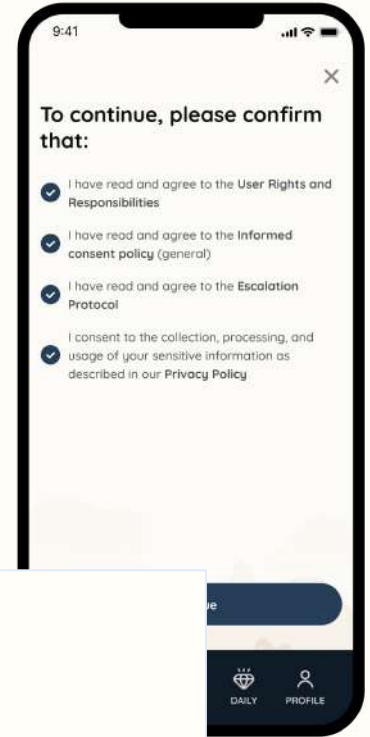 9:41
To continue, please confirm
that:
I have read and agree to the User Rights and
Responsibilities
I have read and agree to the Informed
consent policy (general)
I have read and agree to the Escalation
Protocol
I consent to the collection, processing, and
usage of your sensitive information as
described in our Privacy Policy
DAILY
PROFILE